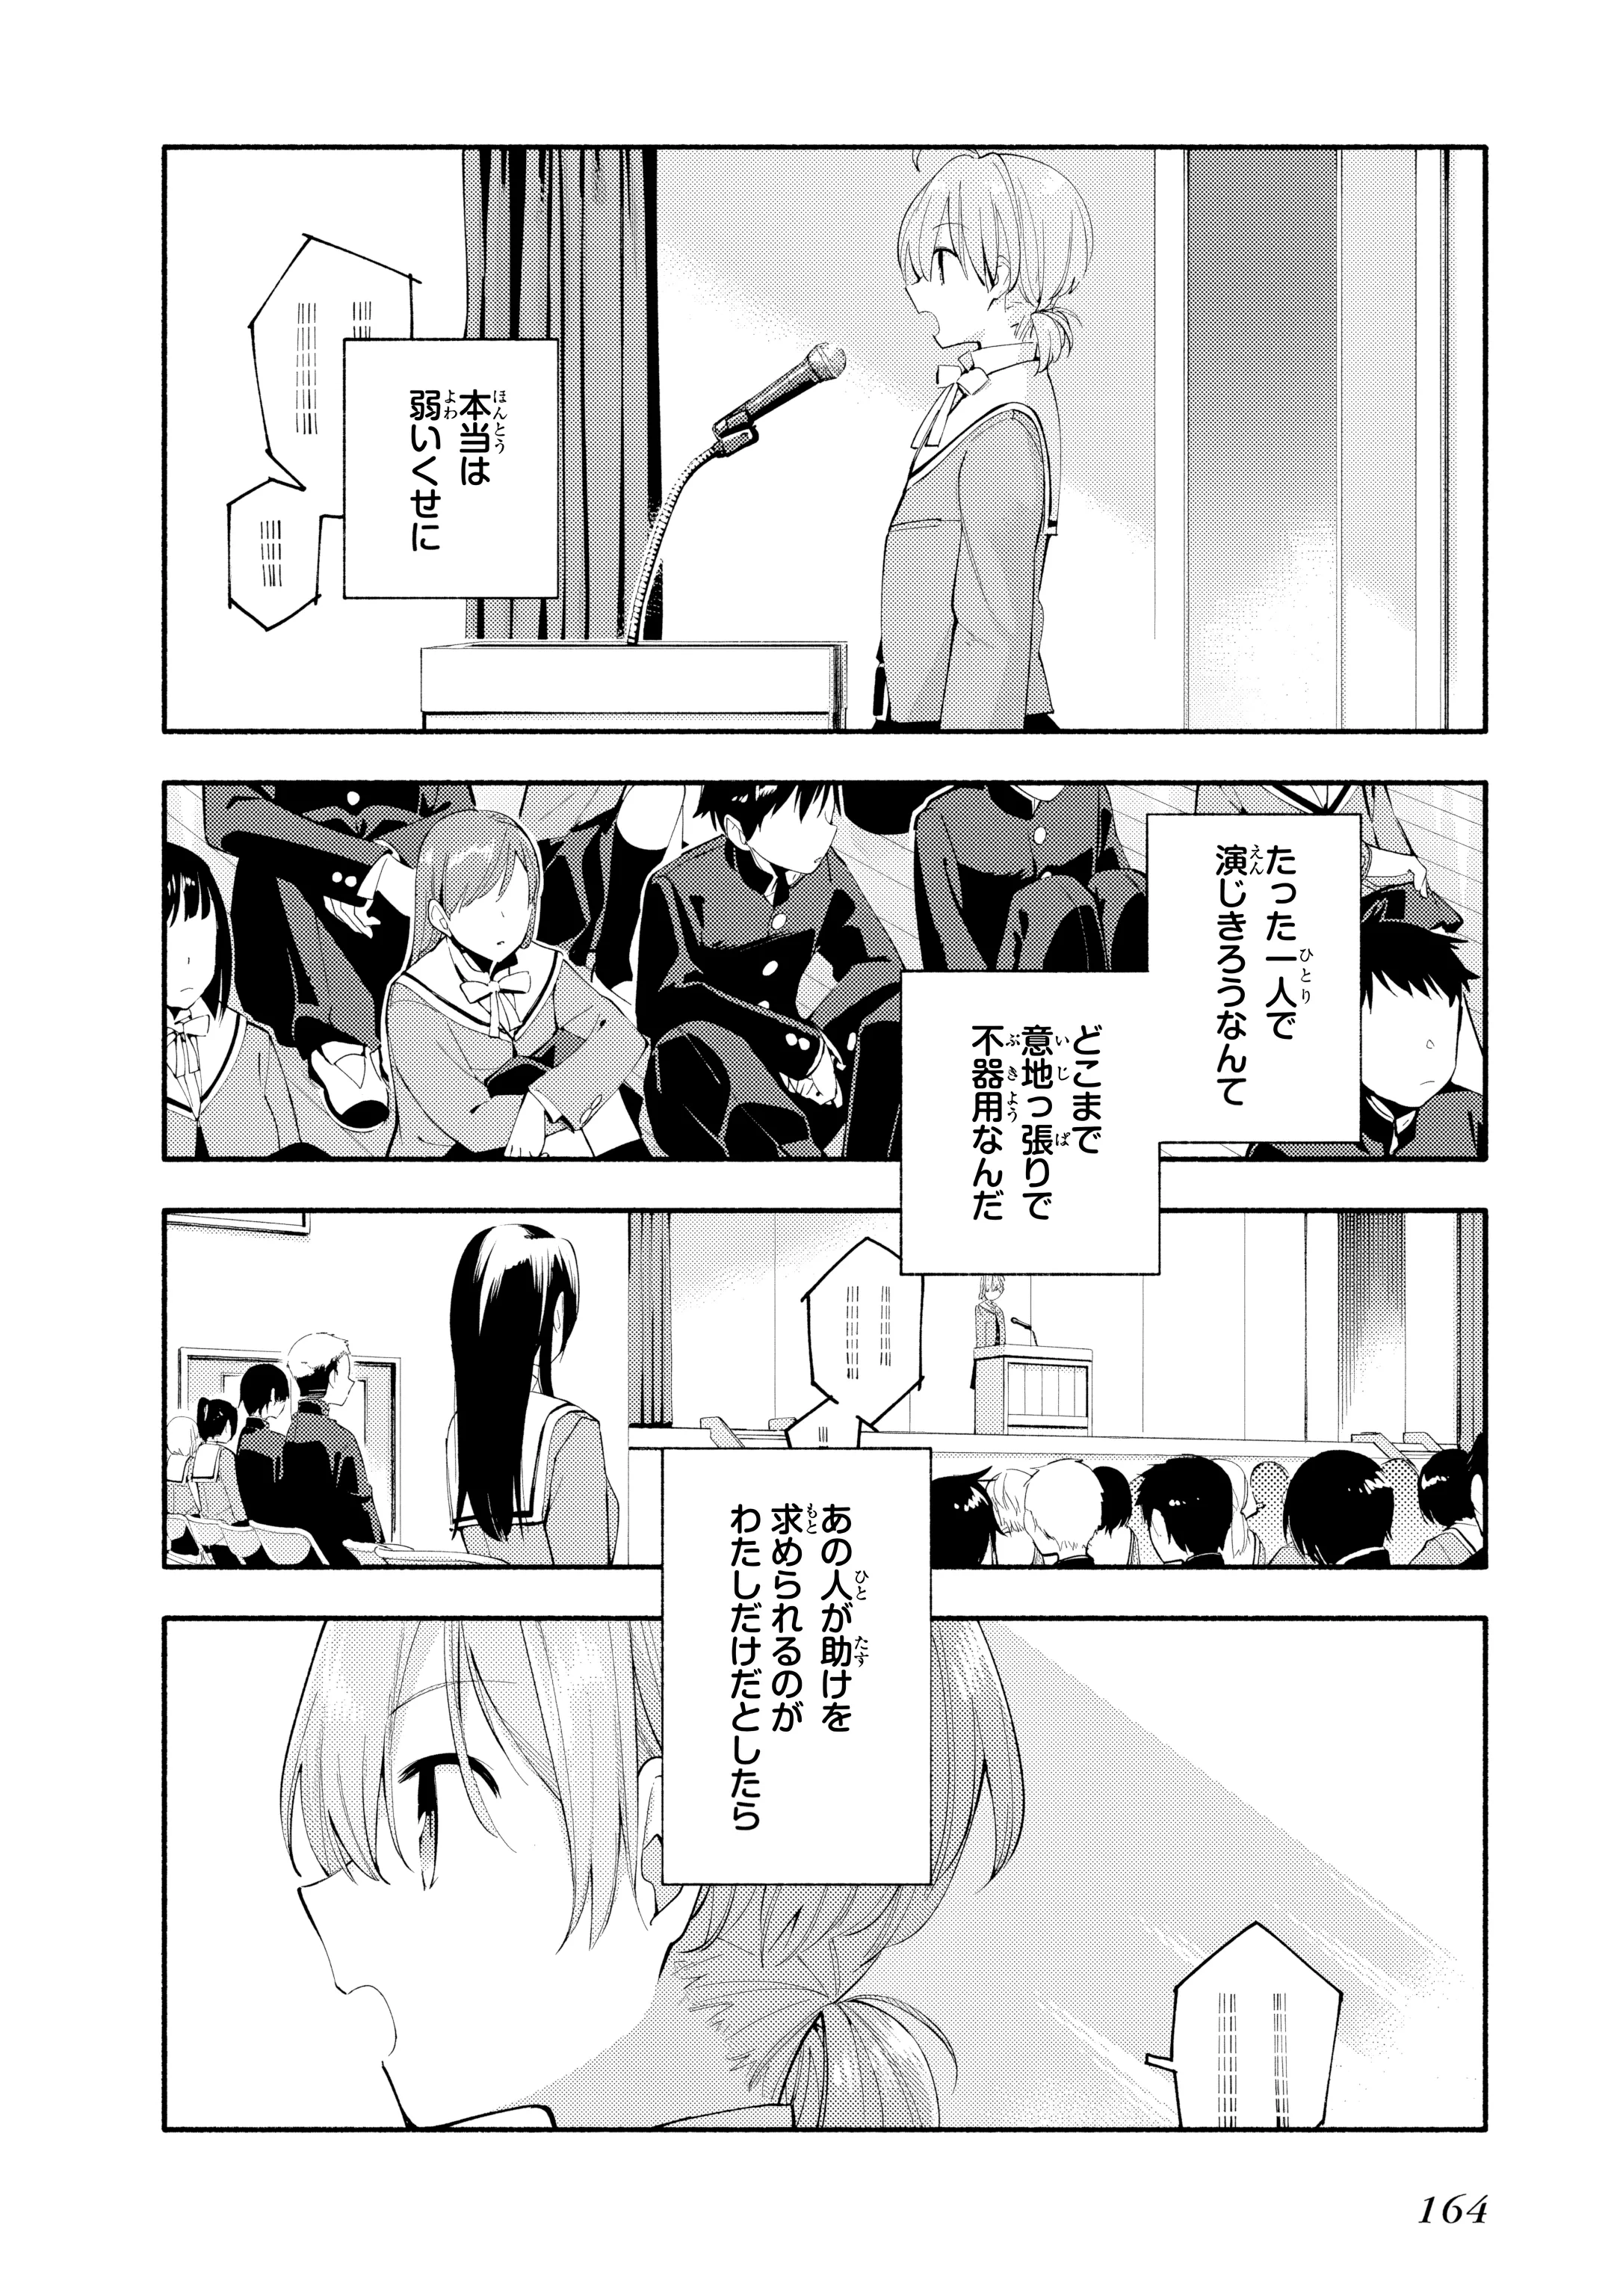 本当は
弱いくせに
たった一人で
演じきろうなんて
どこまで
意地っ張りで
不器用なんだ
あの人が助けを
求められるのが
わたしだけだとしたら
164